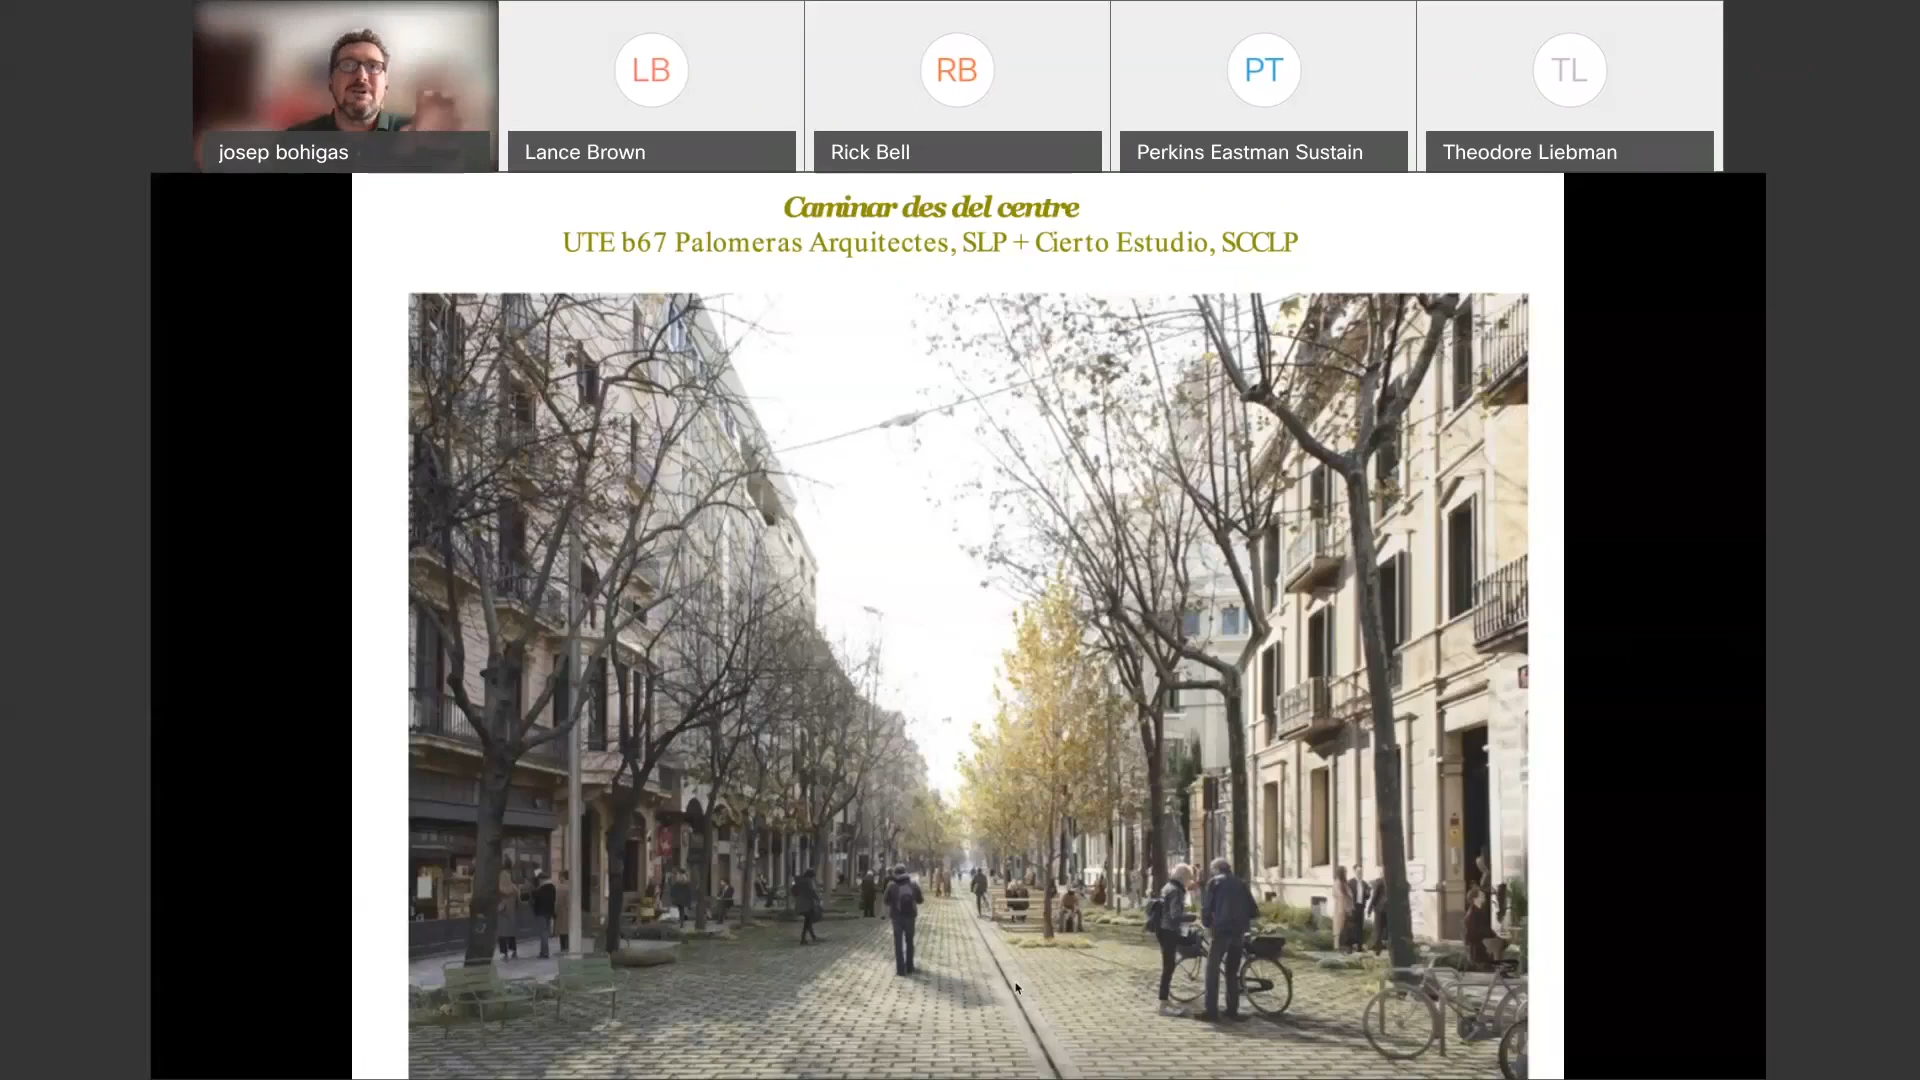 LB
RB
PT
TL
josep bohigas
Lance Brown
Rick Bell
Perkins Eastman Sustain
Theodore Liebman
Caminar des del centre
UTE b67 Palomeras Arquitectes, SLP + Cierto Estudio, SCCLP